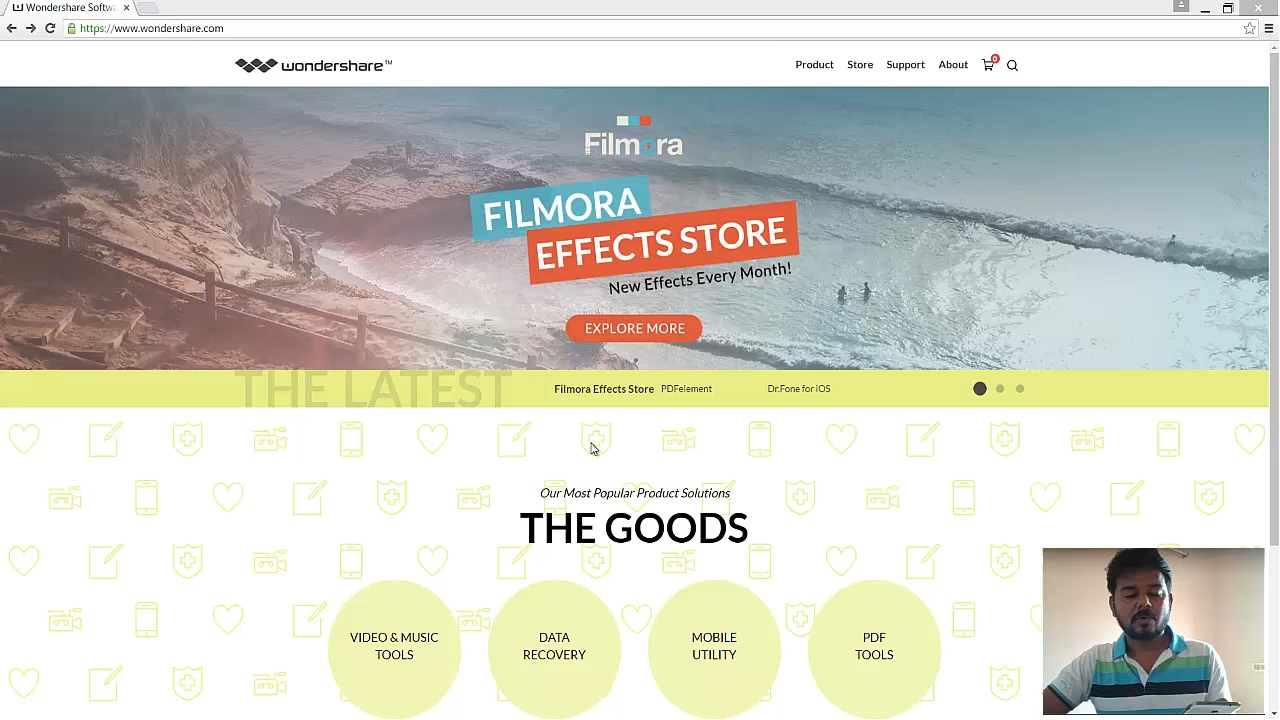 Wondershare Softwa
https://www.wondershare.com
wondershare™
Product Store Support About 0
Filmora
FILMORA
EFFECTS STORE
New Effects Every Month!
EXPLORE MORE
THE LATEST
Filmora Effects Store PDFelement Dr.Fone for iOS
Our Most Popular Product Solutions
THE GOODS
VIDEO & MUSIC
TOOLS
DATA
RECOVERY
MOBILE
UTILITY
PDF
TOOLS